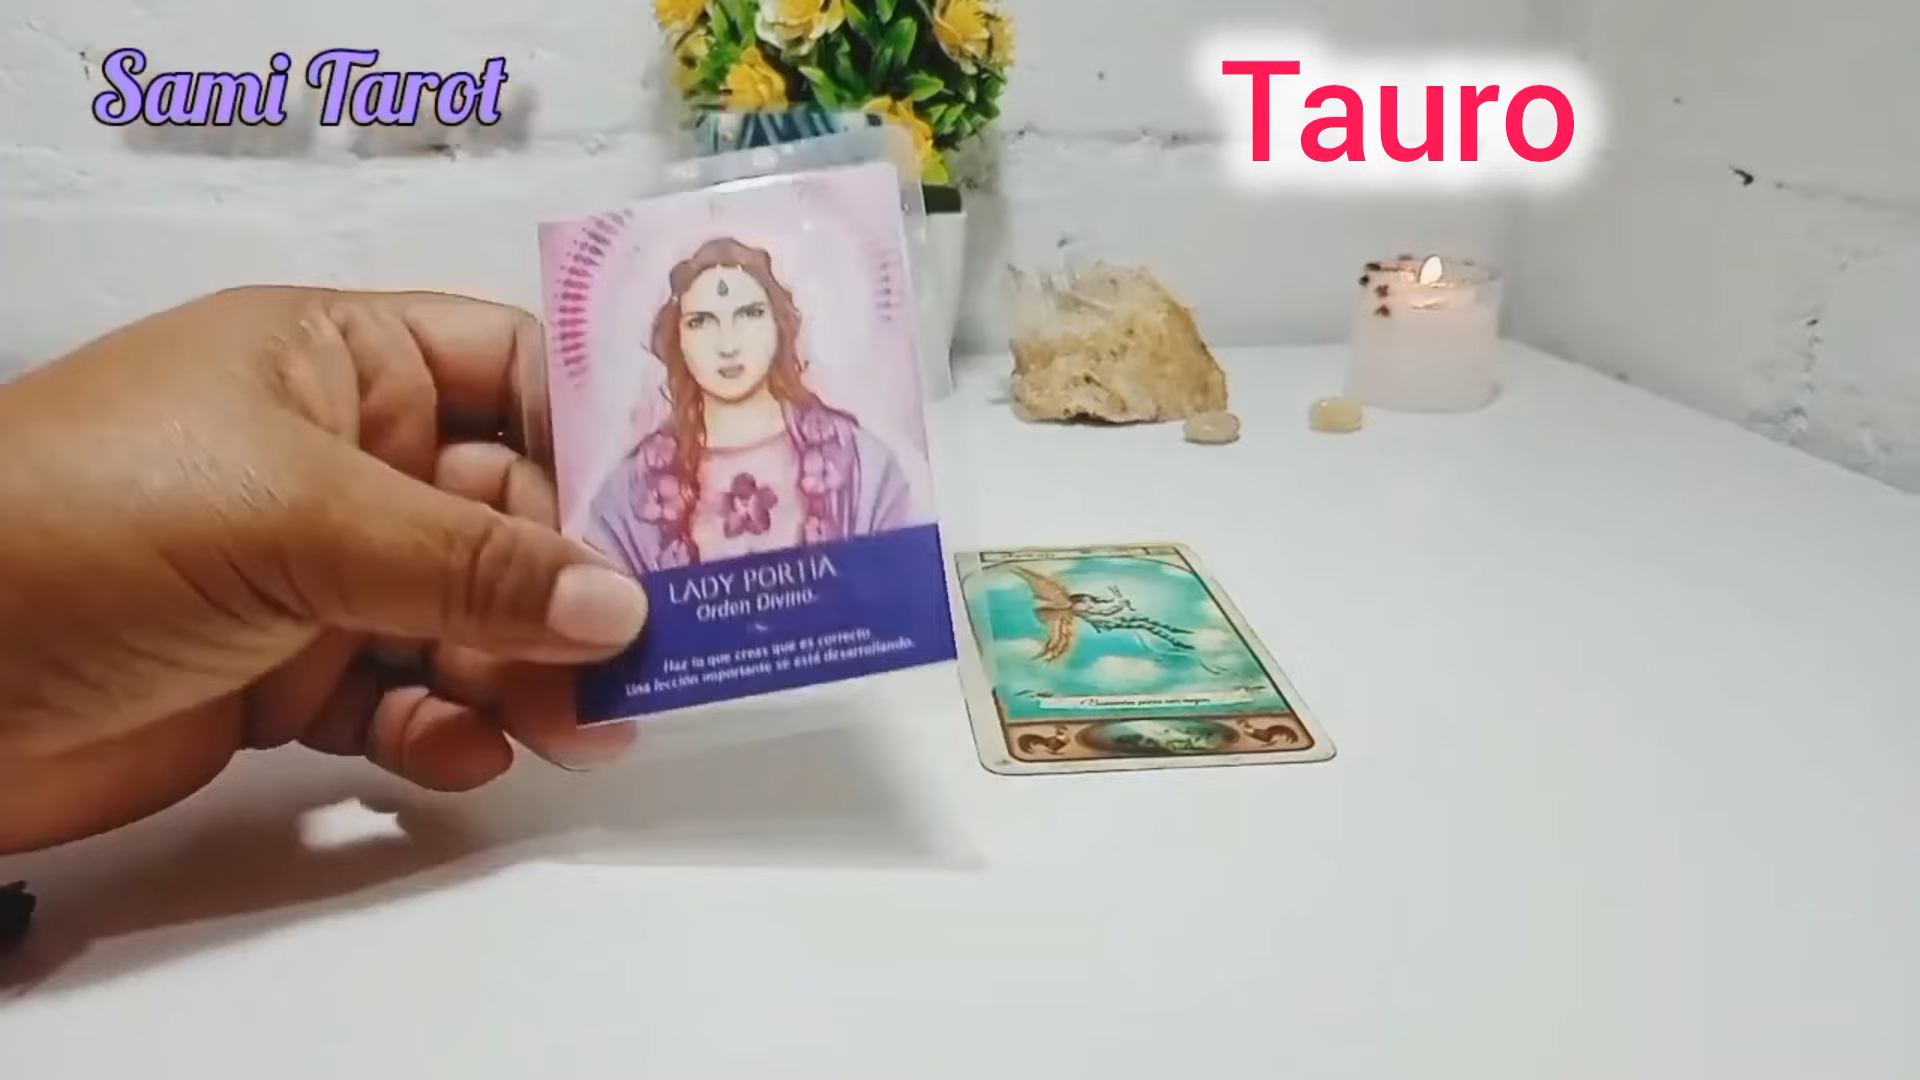 Sami Tarot
Tauro
LADY PORTIA
Orden Divino.
Haz lo que creas que es correcto
Una lección importante se está desarrollando.